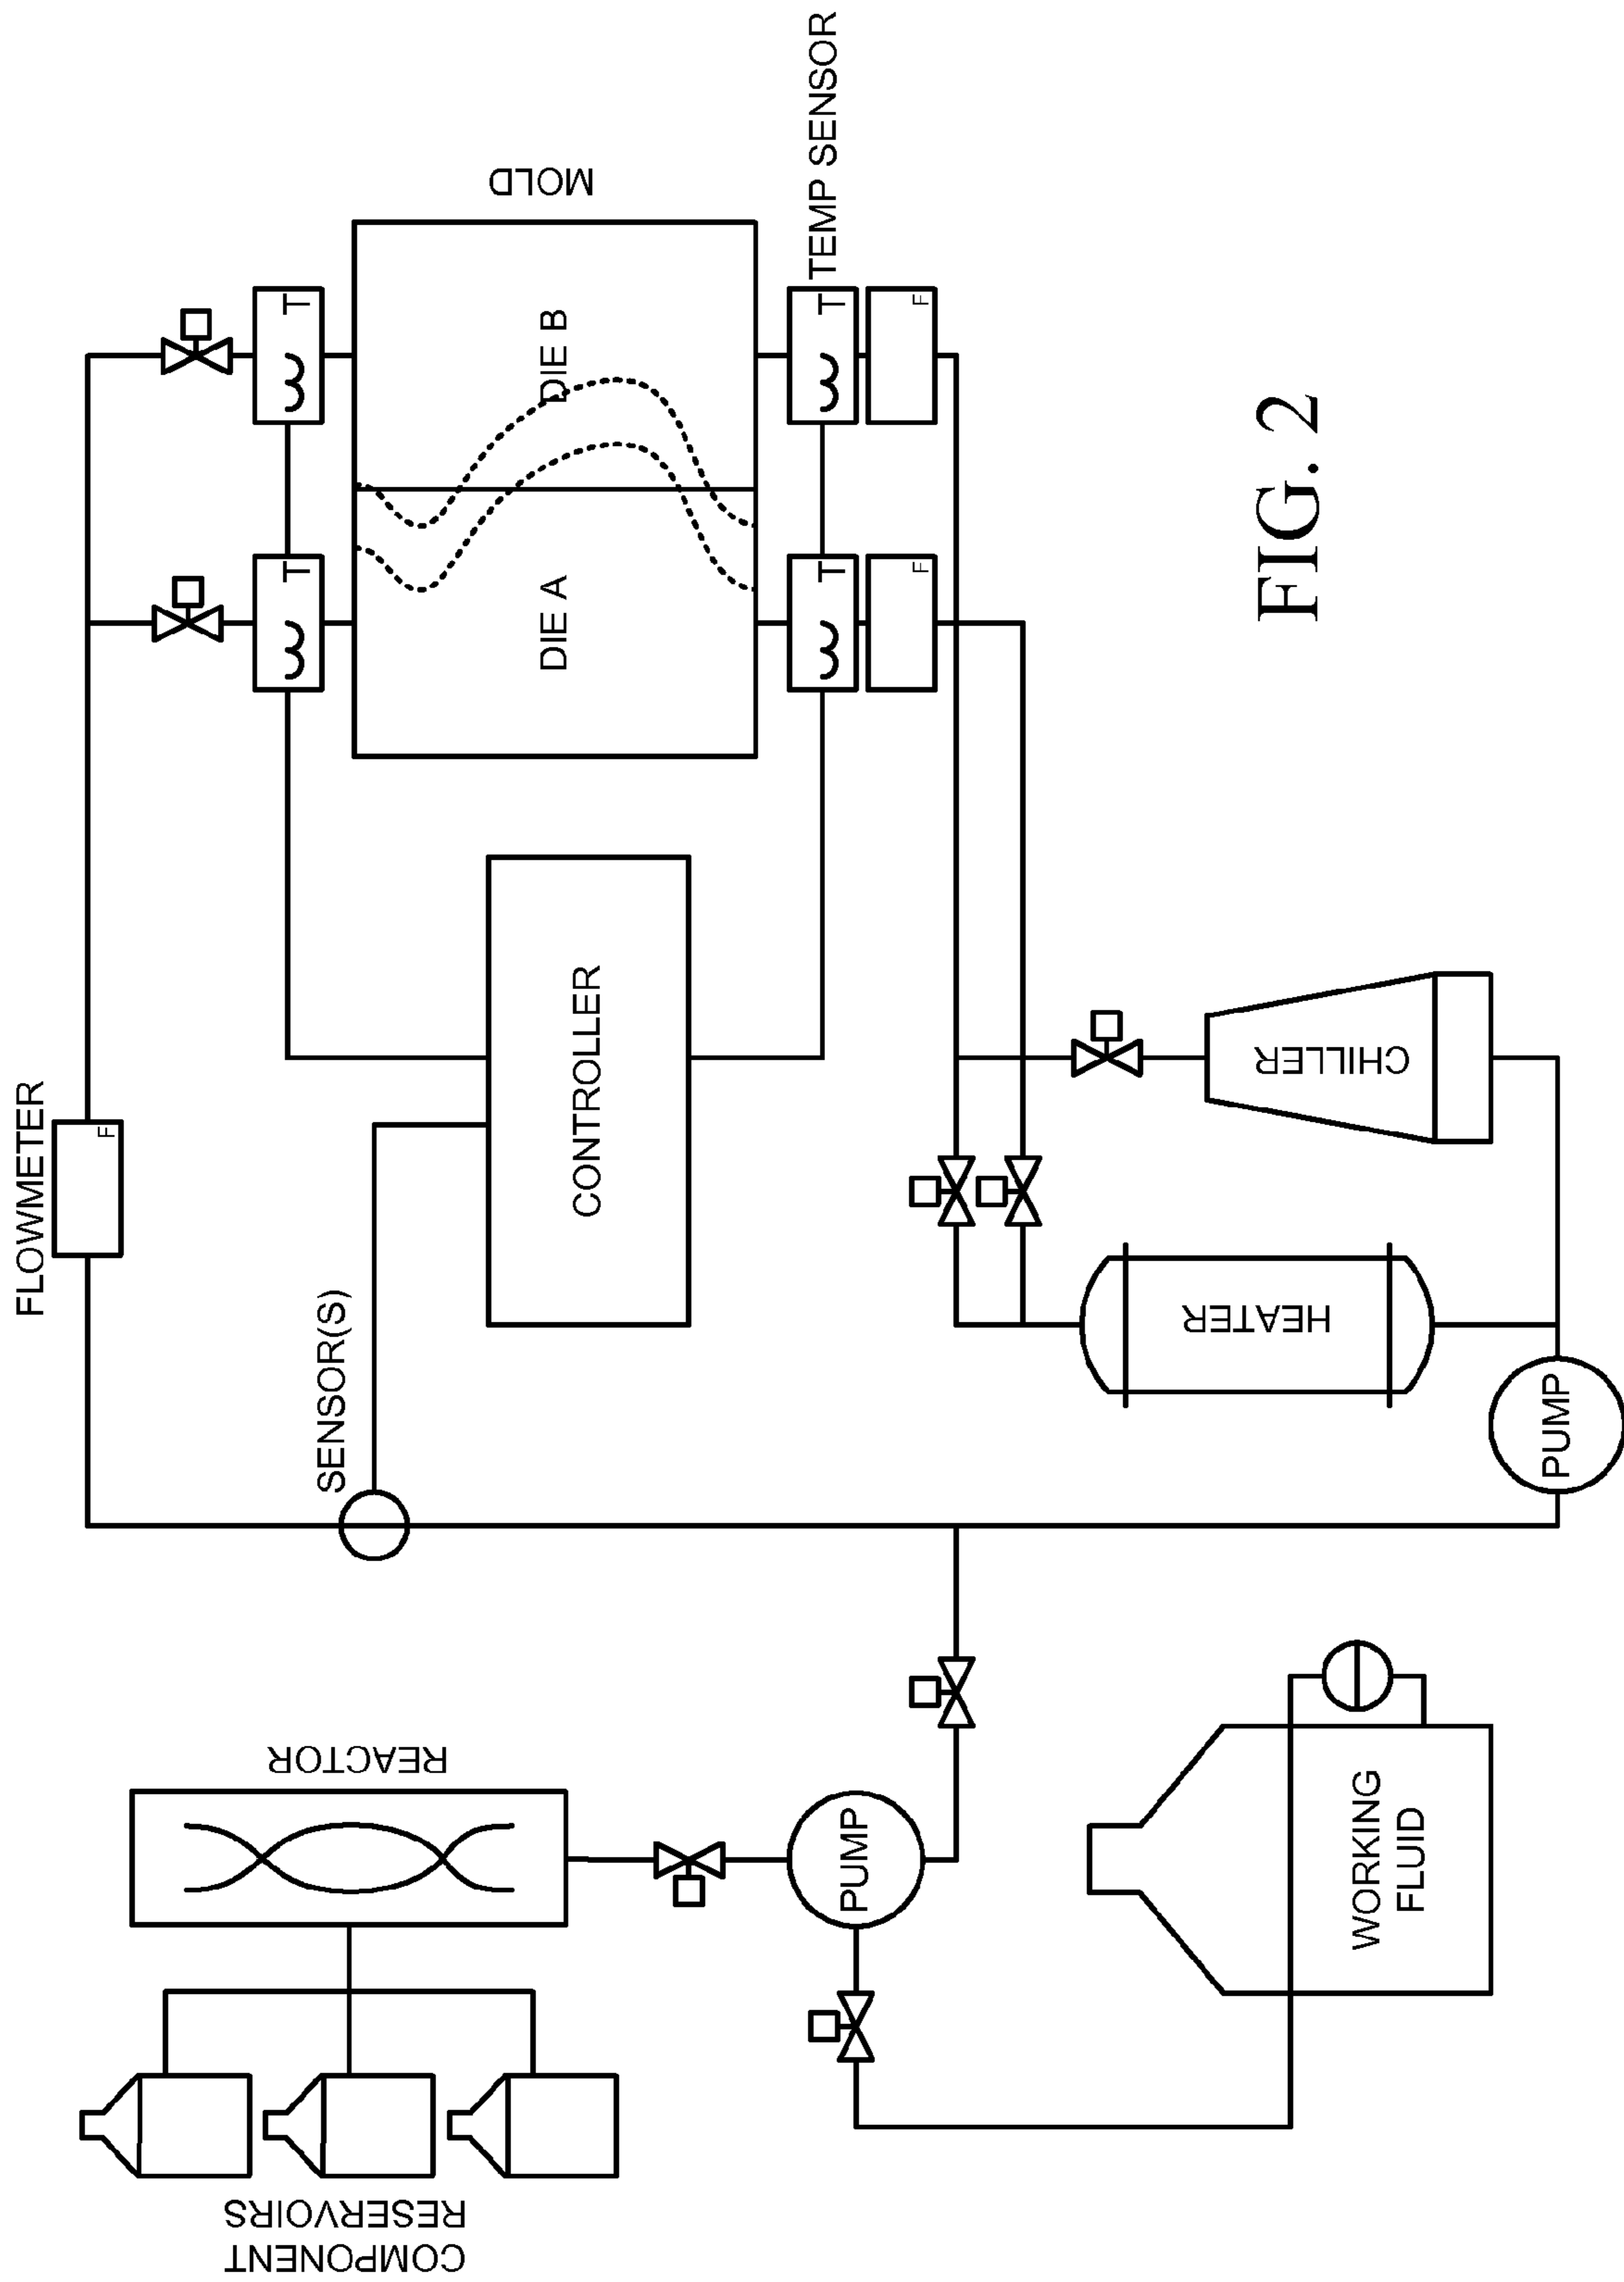 COMPONENT
RESERVOIRS
REACTOR
PUMP
WORKING
FLUID
SENSOR(S)
FLOWMETER
F
CONTROLLER
HEATER
PUMP
CHILLER
T
T
DIE A
DIE B
MOLD
T
T
TEMP SENSOR
F
F
FIG. 2